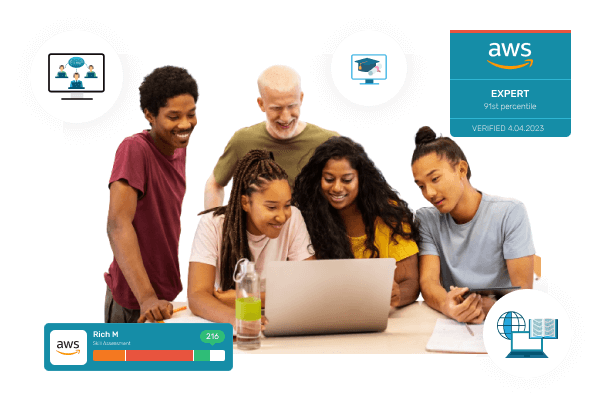 aws
EXPERT
91st percentile
VERIFIED 4.04.2023
aws
Rich M
Skill Assessment
216